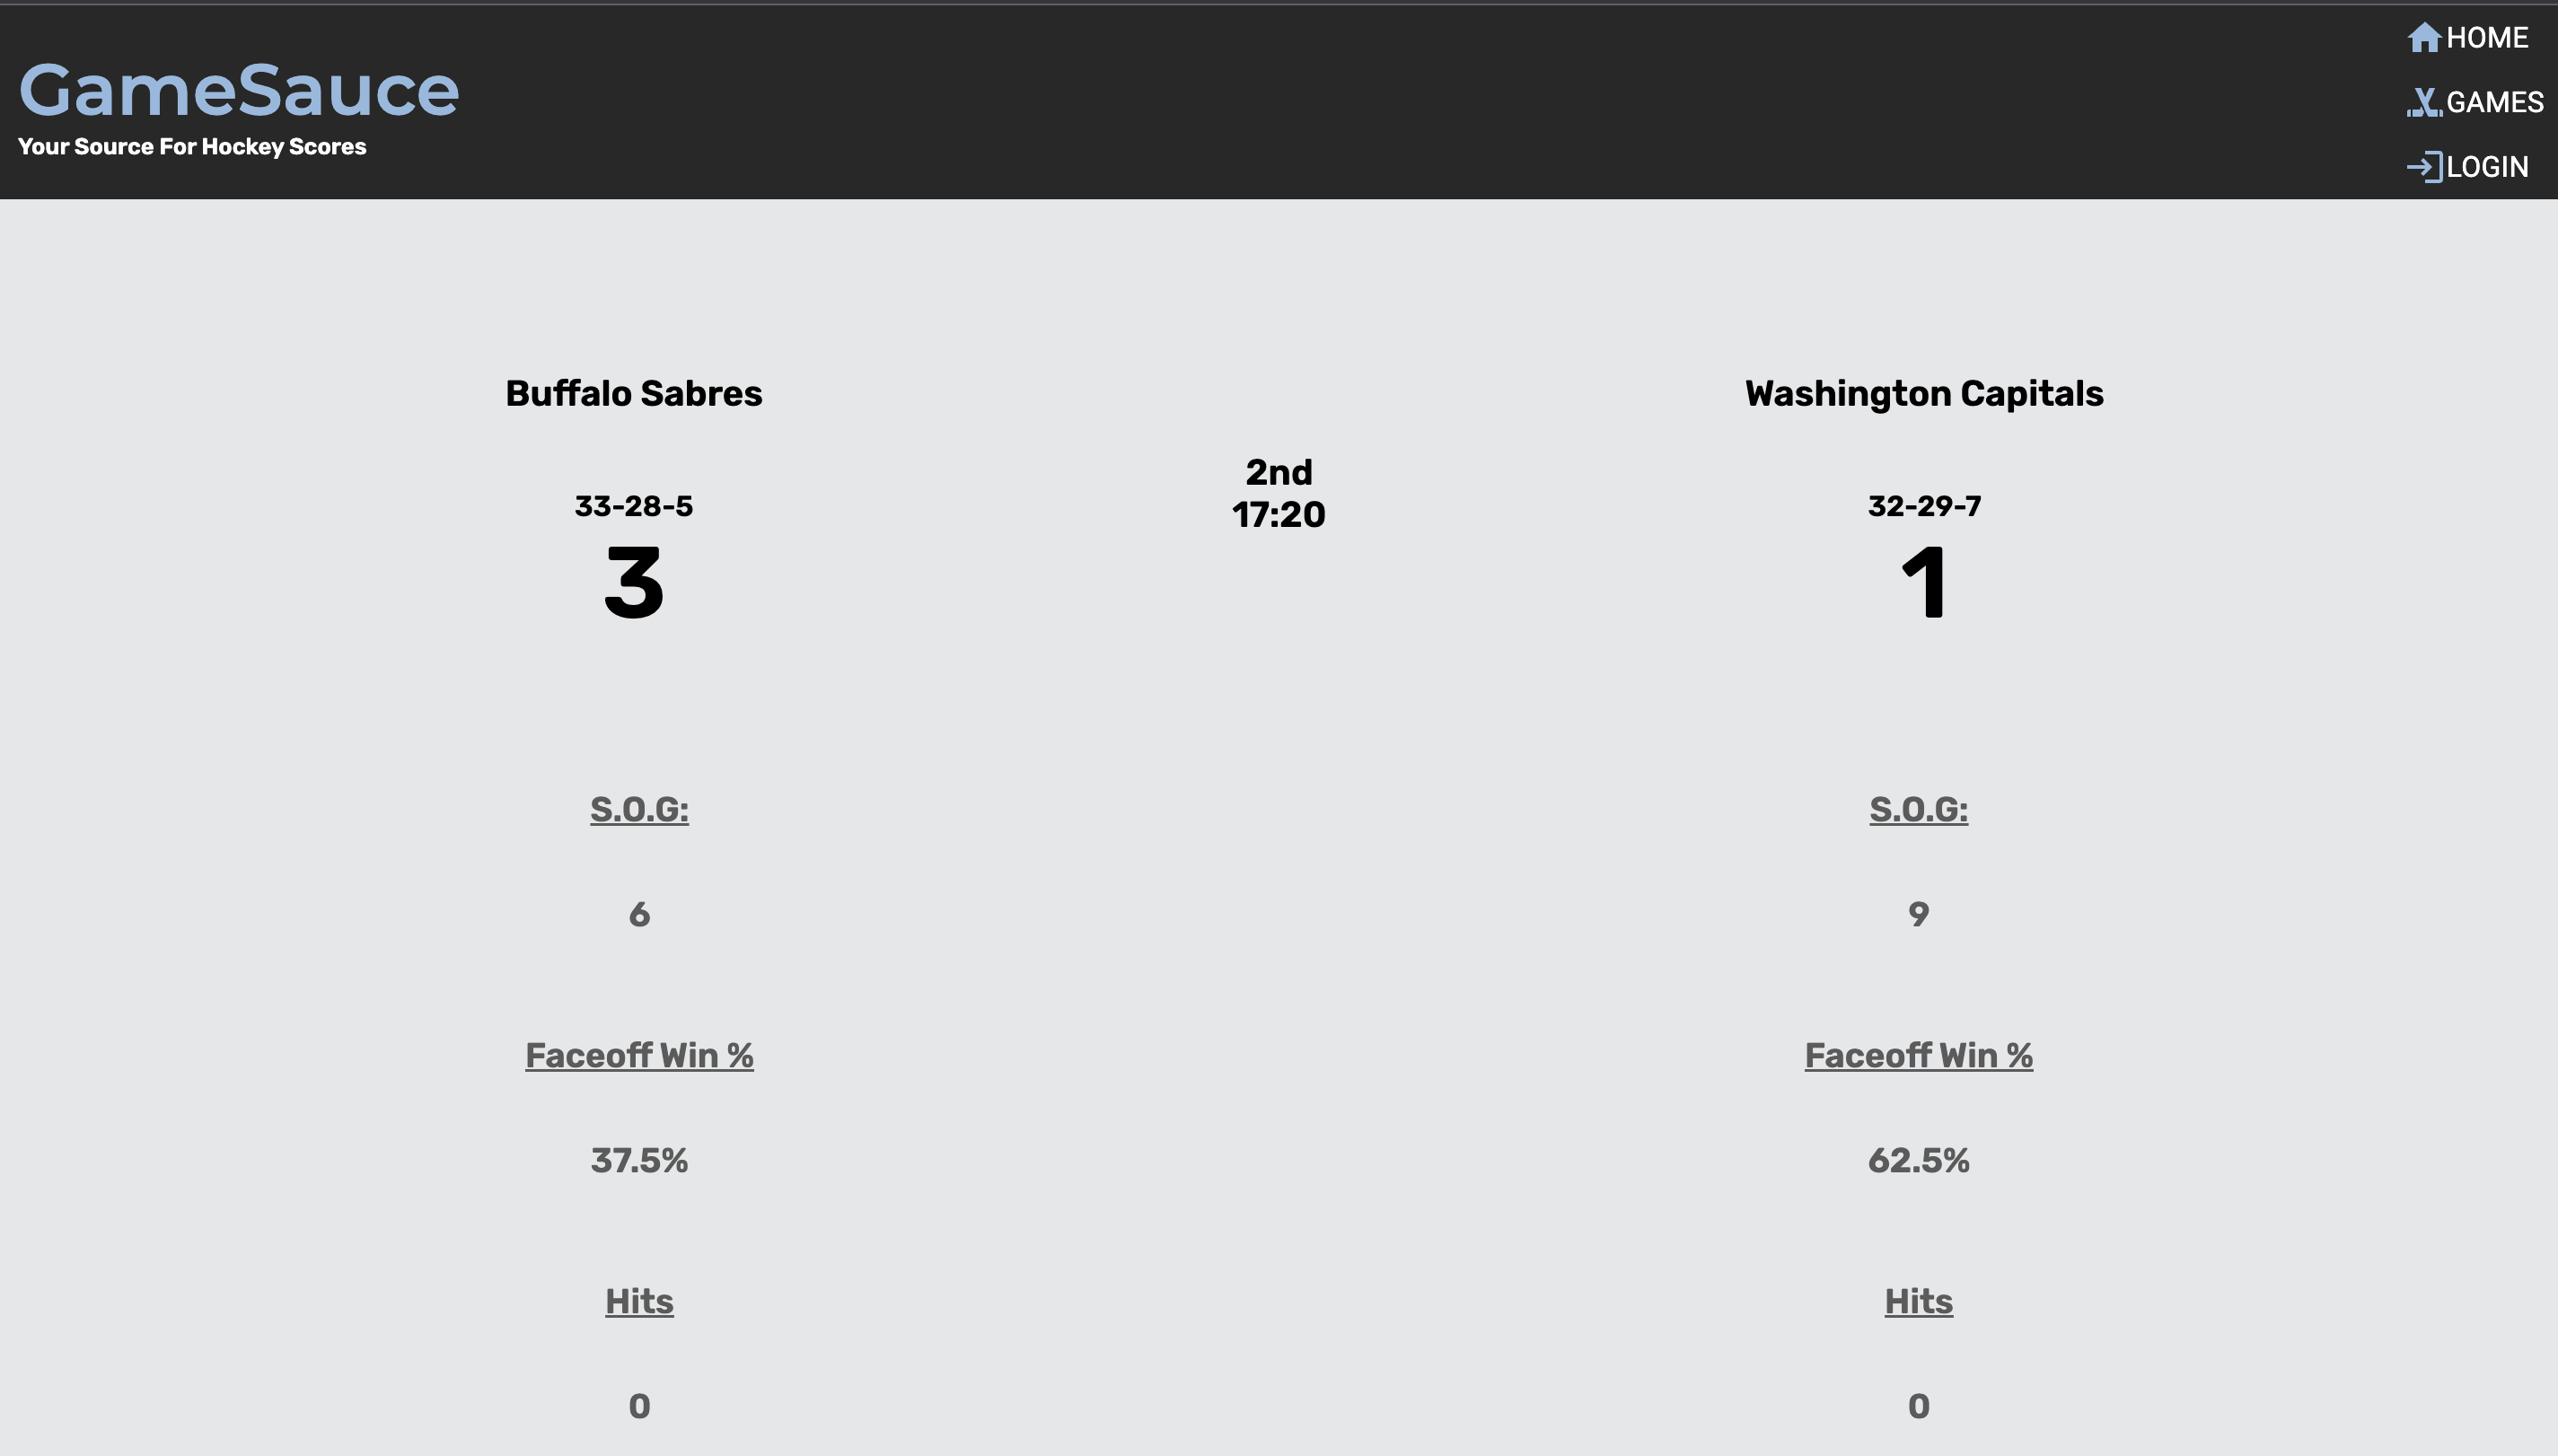 GameSauce
Your Source For Hockey Scores
HOME
GAMES
LOGIN
Buffalo Sabres
33-28-5
3
2nd
17:20
Washington Capitals
32-29-7
1
S.O.G:
6
S.O.G:
9
Faceoff Win %
37.5%
Faceoff Win %
62.5%
Hits
0
Hits
0